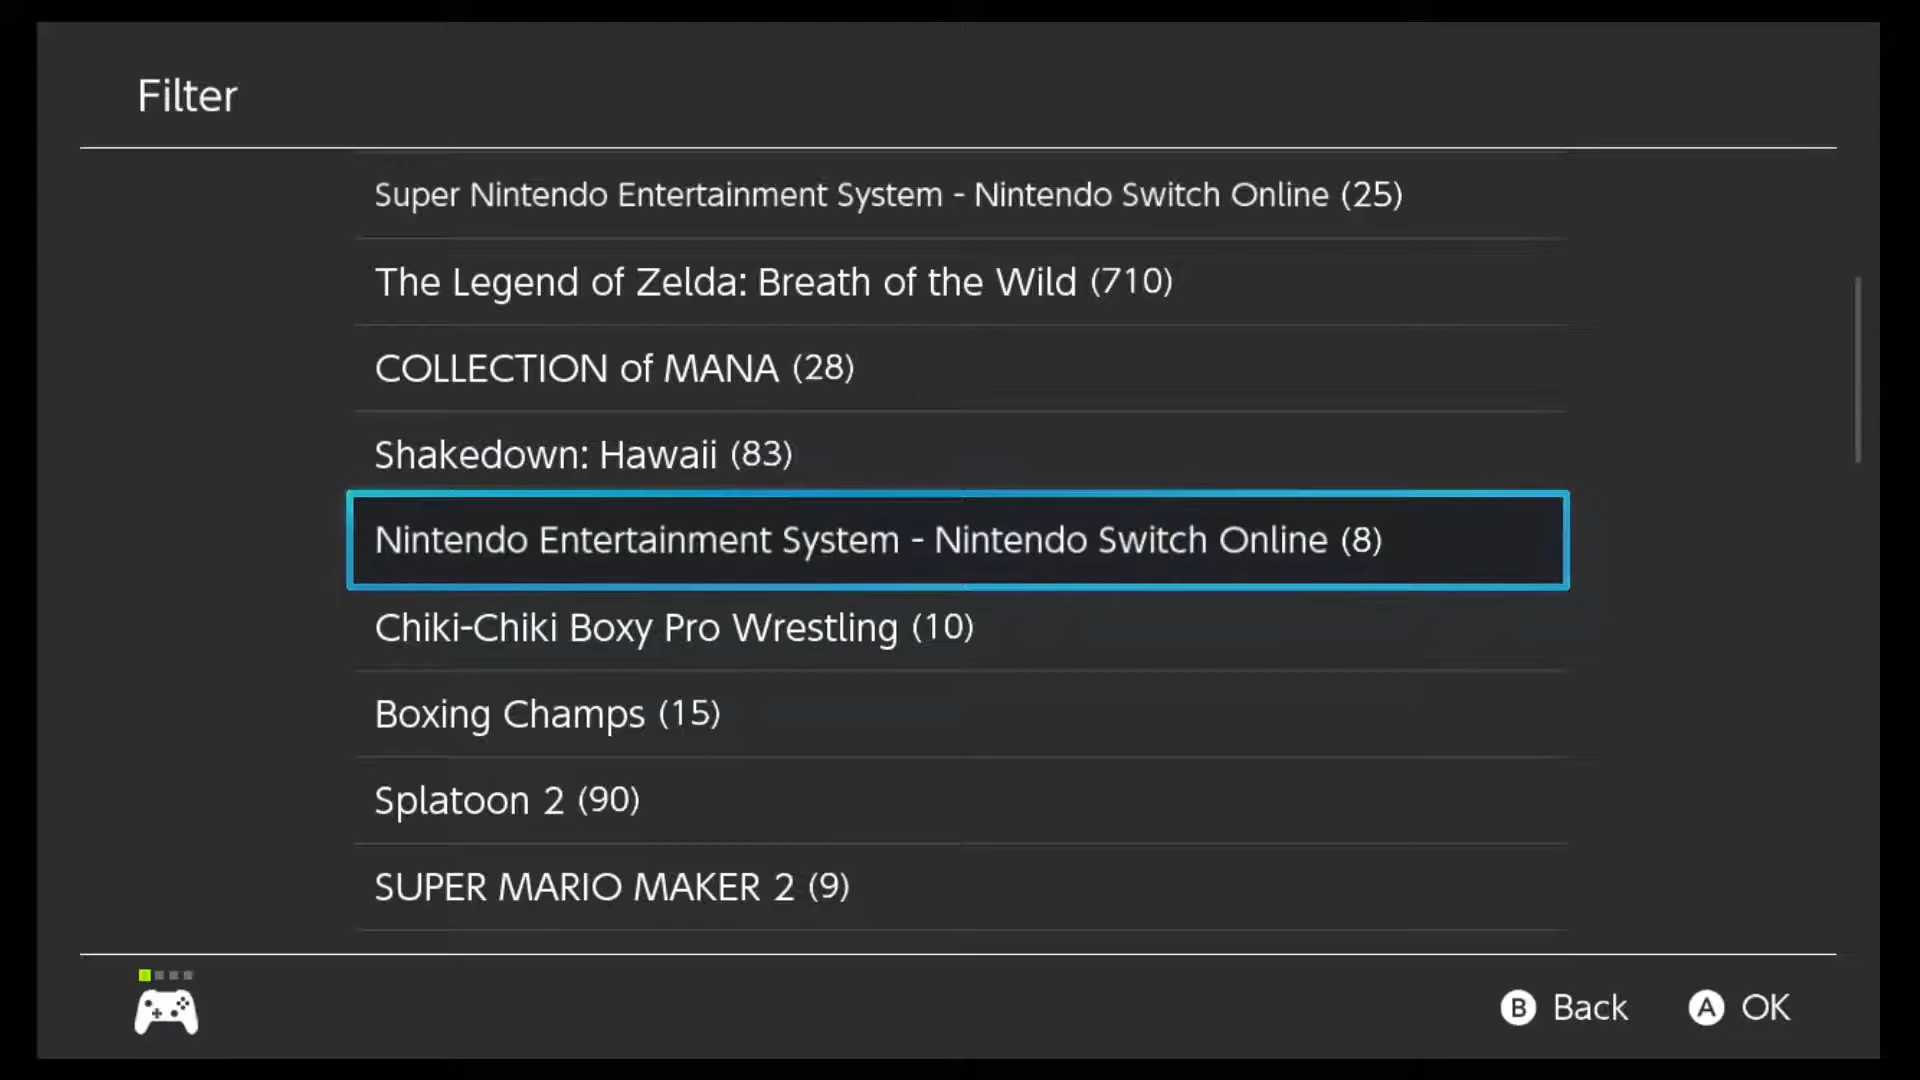 Filter
Super Nintendo Entertainment System - Nintendo Switch Online (25)
The Legend of Zelda: Breath of the Wild (710)
COLLECTION of MANA (28)
Shakedown: Hawaii (83)
Nintendo Entertainment System - Nintendo Switch Online (8)
Chiki-Chiki Boxy Pro Wrestling (10)
Boxing Champs (15)
Splatoon 2 (90)
SUPER MARIO MAKER 2 (9)
B Back A OK